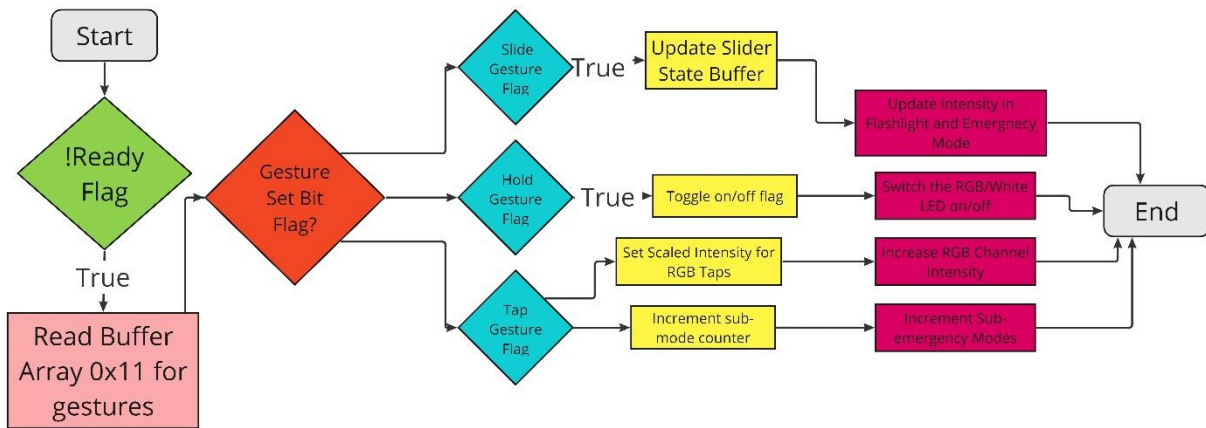 Start
!Ready
Flag
True
Read Buffer
Array 0x11 for
gestures
Gesture
Set Bit
Flag?
Slide
Gesture
Flag
True
Update Slider
State Buffer
Update Intensity in
Flashlight and Emergnecy
Mode
Hold
Gesture
Flag
True
Toggle on/off flag
Switch the RGB/White
LED on/off
Tap
Gesture
Flag
Set Scaled Intensity for
RGB Taps
Increase RGB Channel
Intensity
Increment sub-
mode counter
Increment Sub-
emergency Modes
End